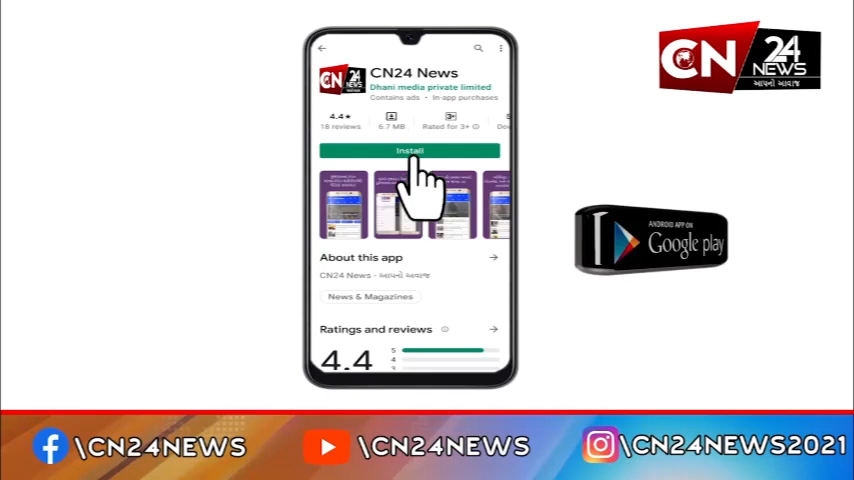 CN24 News
Dhani media private limited
Contains ads • In-app purchases
4.4★
18 reviews
6.7 MB
3+
Rated for 3+
Install
About this app
CN24 News - આપનો અવાજ
News & Magazines
Ratings and reviews
4.4
5
4
3
CN 24 NEWS
આપનો અવાજ
ANDROID APP ON
Google play
\CN24NEWS
\CN24NEWS
\CN24NEWS2021